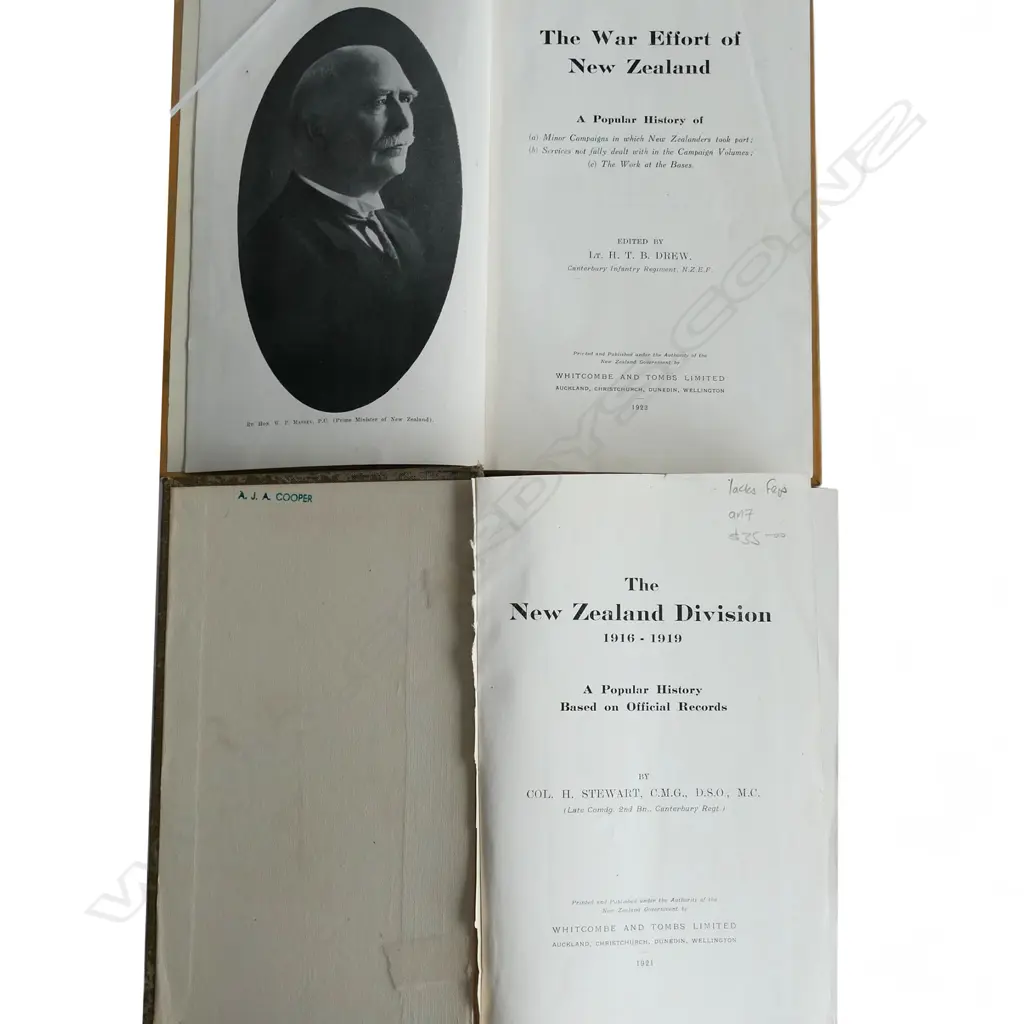 The War Effort of
New Zealand
A Popular History of
(a) Minor Campaigns in which New Zealanders took part;
(b) Services not fully dealt with in the Campaign Volumes;
(c) The Work at the Bases.
EDITED BY
Lt. H. T. B. DREW.
Canterbury Infantry Regiment, N.Z.E.F.
Printed and Published under the Authority of the
New Zealand Government by
WHITCOMBE AND TOMBS LIMITED
AUCKLAND, CHRISTCHURCH, DUNEDIN, WELLINGTON
1922
Rt. Hon. W. F. Massey, P.C. (Prime Minister of New Zealand).
A. J. A. COOPER
$35
The
New Zealand Division
1916 - 1919
A Popular History
Based on Official Records
BY
COL. H. STEWART, C.M.G., D.S.O., M.C.
(Late Comdg. 2nd Bn., Canterbury Regt.)
Printed and Published under the Authority of the
New Zealand Government by
WHITCOMBE AND TOMBS LIMITED
AUCKLAND, CHRISTCHURCH, DUNEDIN, WELLINGTON
1921